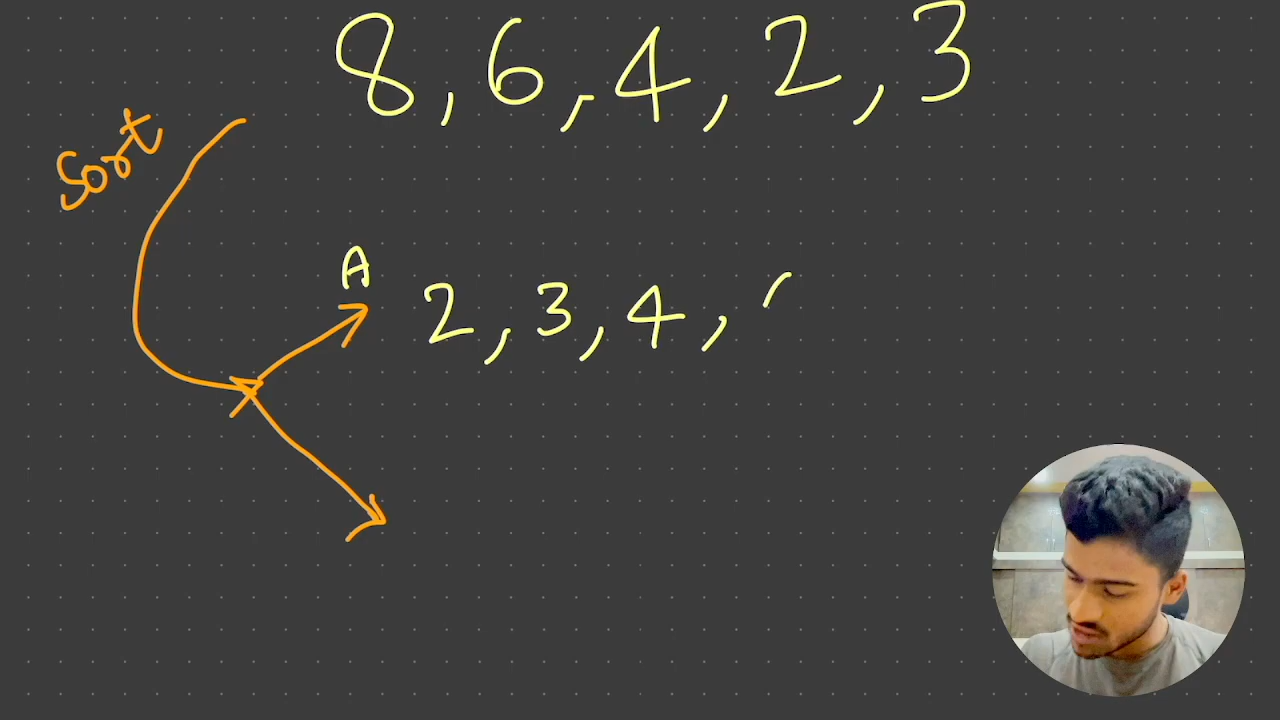 8, 6, 4, 2, 3
Sort
A
2, 3, 4,